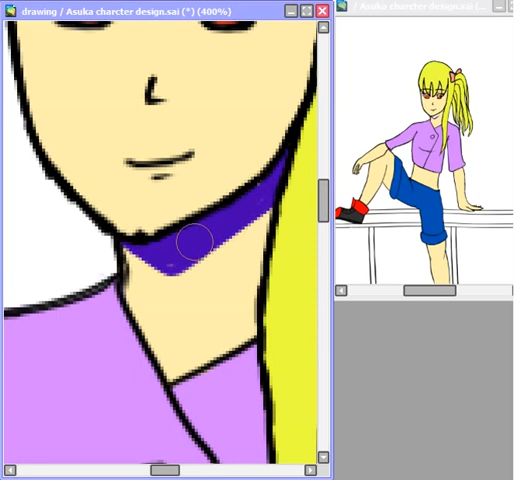 drawing / Asuka charcter design.sai (*) (400%)
/ Asuka charcter design.sai (...